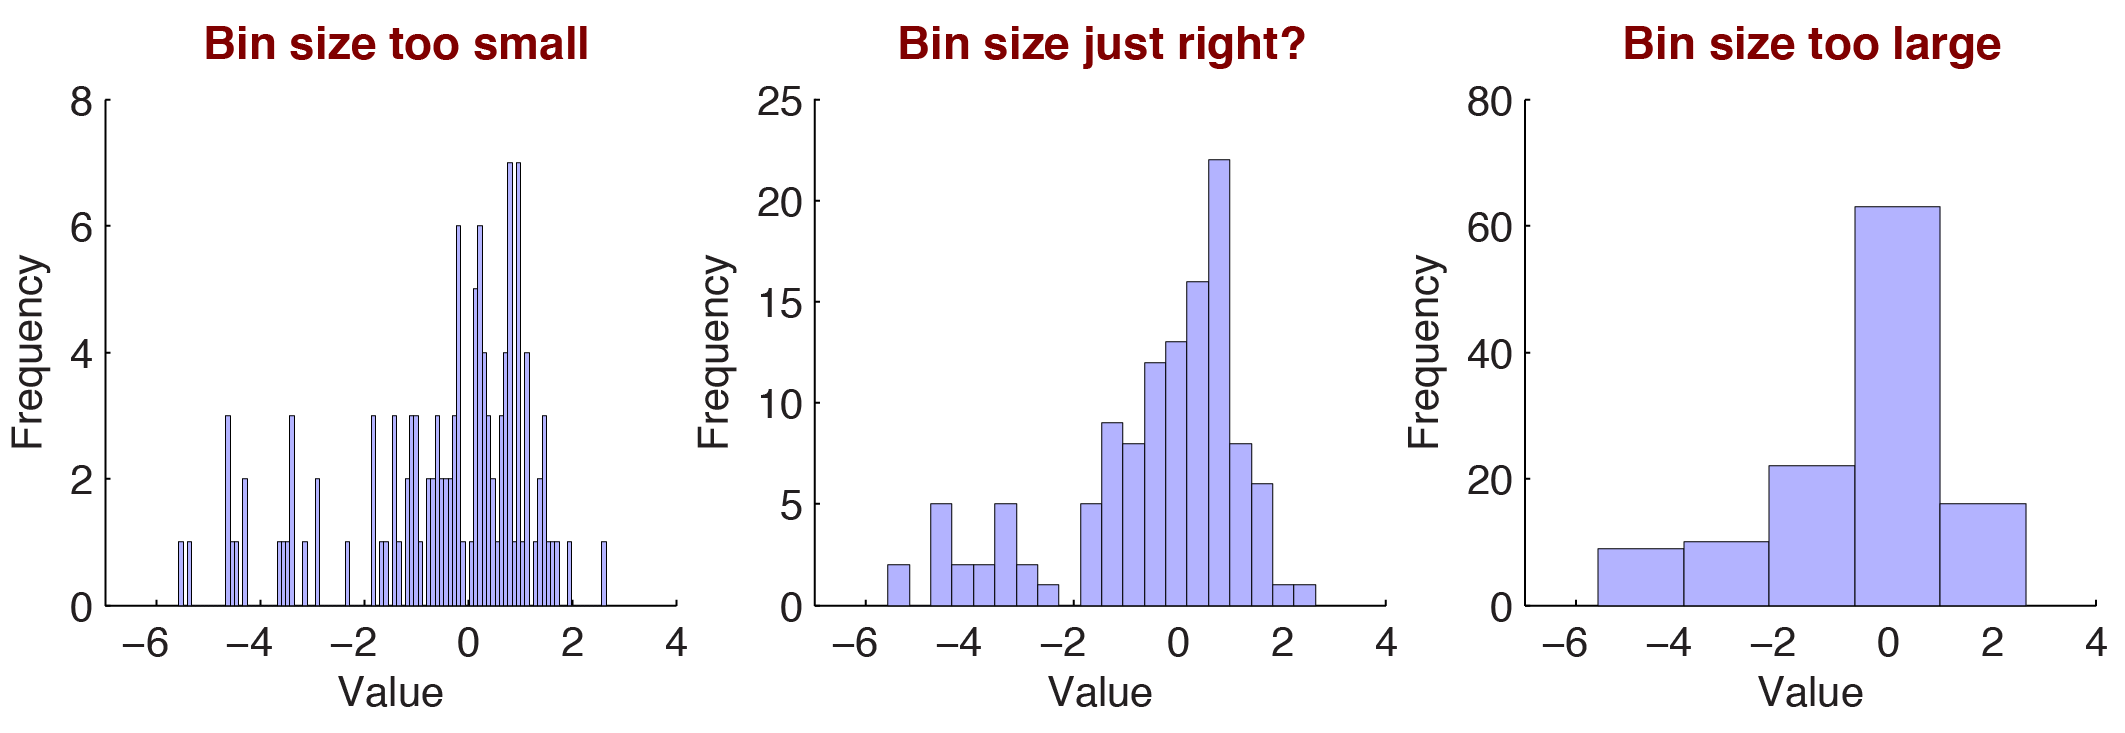 Bin size too small
8
6
4
2
0
Frequency
−6 −4 −2 0 2 4
Value
Bin size just right?
25
20
15
10
5
0
Frequency
−6 −4 −2 0 2 4
Value
Bin size too large
80
60
40
20
0
Frequency
−6 −4 −2 0 2 4
Value